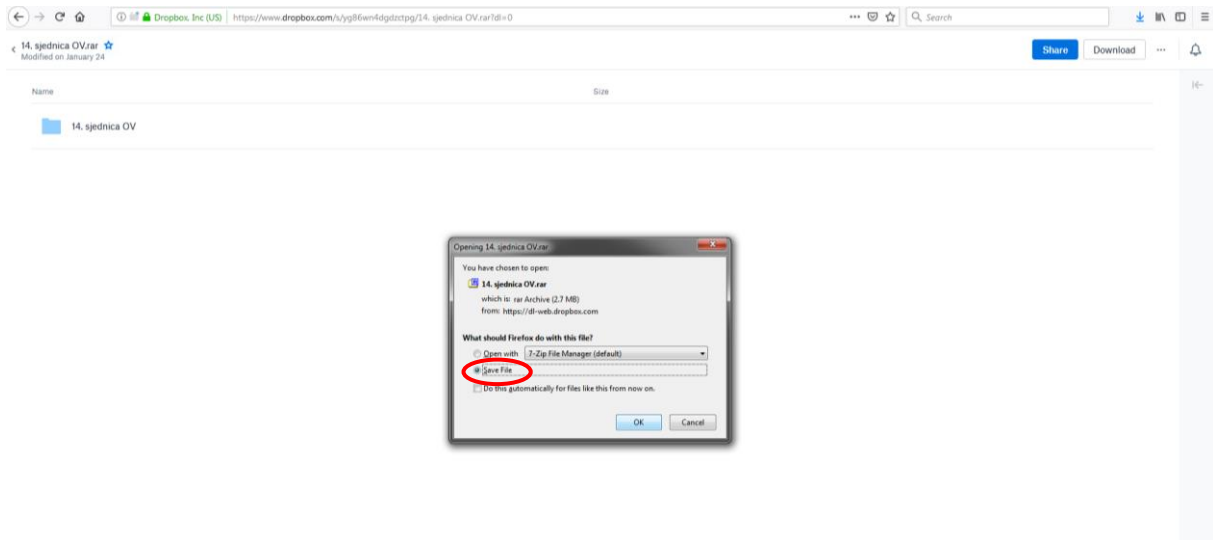 Dropbox, Inc (US) https://www.dropbox.com/s/yg86wn4dgdzctpg/14. sjednica OV.rar?dl=0 Search
14. sjednica OV.rar
Modified on January 24
Share Download
Name Size
14. sjednica OV
Opening 14. sjednica OV.rar
You have chosen to open:
14. sjednica OV.rar
which is: rar Archive (2.7 MB)
from: https://dl-web.dropbox.com
What should Firefox do with this file?
Open with 7-Zip File Manager (default)
Save File
Do this automatically for files like this from now on.
OK Cancel